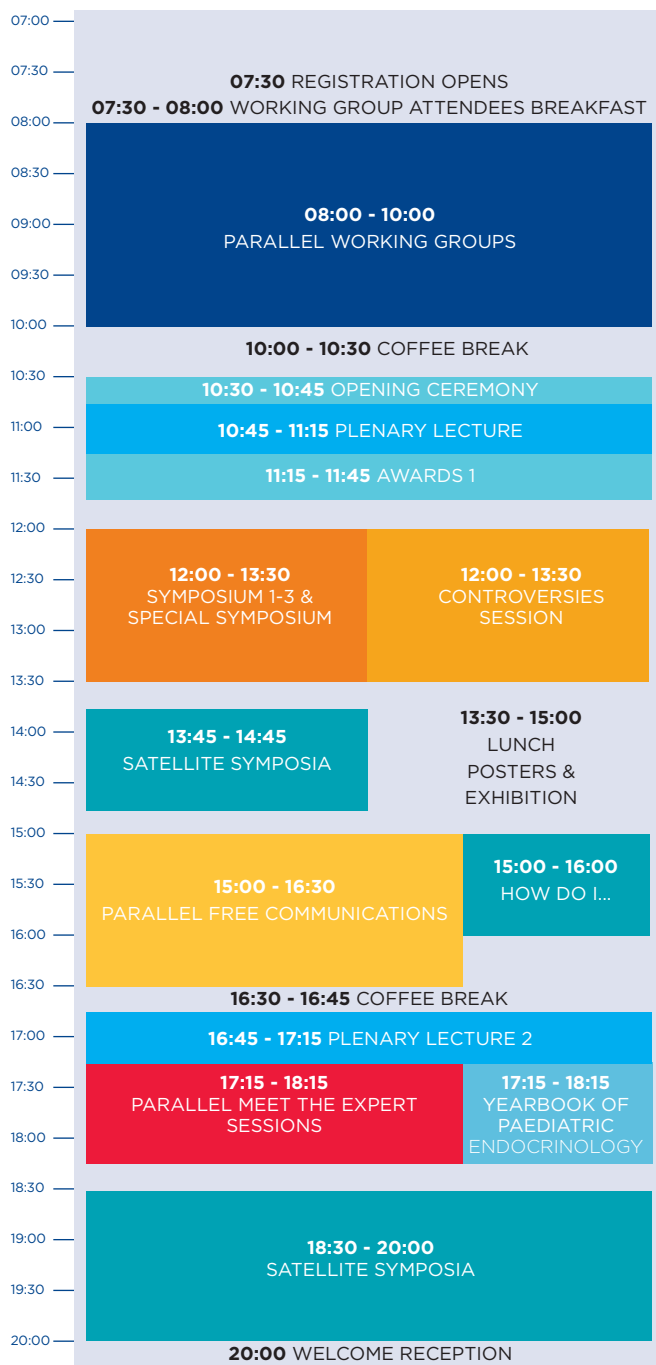 07:00
07:30
07:30 REGISTRATION OPENS
07:30 - 08:00 WORKING GROUP ATTENDEES BREAKFAST
08:00
08:30
09:00
08:00 - 10:00
PARALLEL WORKING GROUPS
09:30
10:00
10:00 - 10:30 COFFEE BREAK
10:30
10:30 - 10:45 OPENING CEREMONY
11:00
10:45 - 11:15 PLENARY LECTURE
11:30
11:15 - 11:45 AWARDS 1
12:00
12:30
12:00 - 13:30
SYMPOSIUM 1-3 &
SPECIAL SYMPOSIUM
12:00 - 13:30
CONTROVERSIES
SESSION
13:00
13:30
14:00
13:45 - 14:45
SATELLITE SYMPOSIA
13:30 - 15:00
LUNCH
POSTERS &
EXHIBITION
14:30
15:00
15:30
15:00 - 16:30
PARALLEL FREE COMMUNICATIONS
15:00 - 16:00
HOW DO I...
16:00
16:30
16:30 - 16:45 COFFEE BREAK
17:00
16:45 - 17:15 PLENARY LECTURE 2
17:30
17:15 - 18:15
PARALLEL MEET THE EXPERT
SESSIONS
17:15 - 18:15
YEARBOOK OF
PAEDIATRIC
ENDOCRINOLOGY
18:00
18:30
19:00
18:30 - 20:00
SATELLITE SYMPOSIA
19:30
20:00
20:00 WELCOME RECEPTION